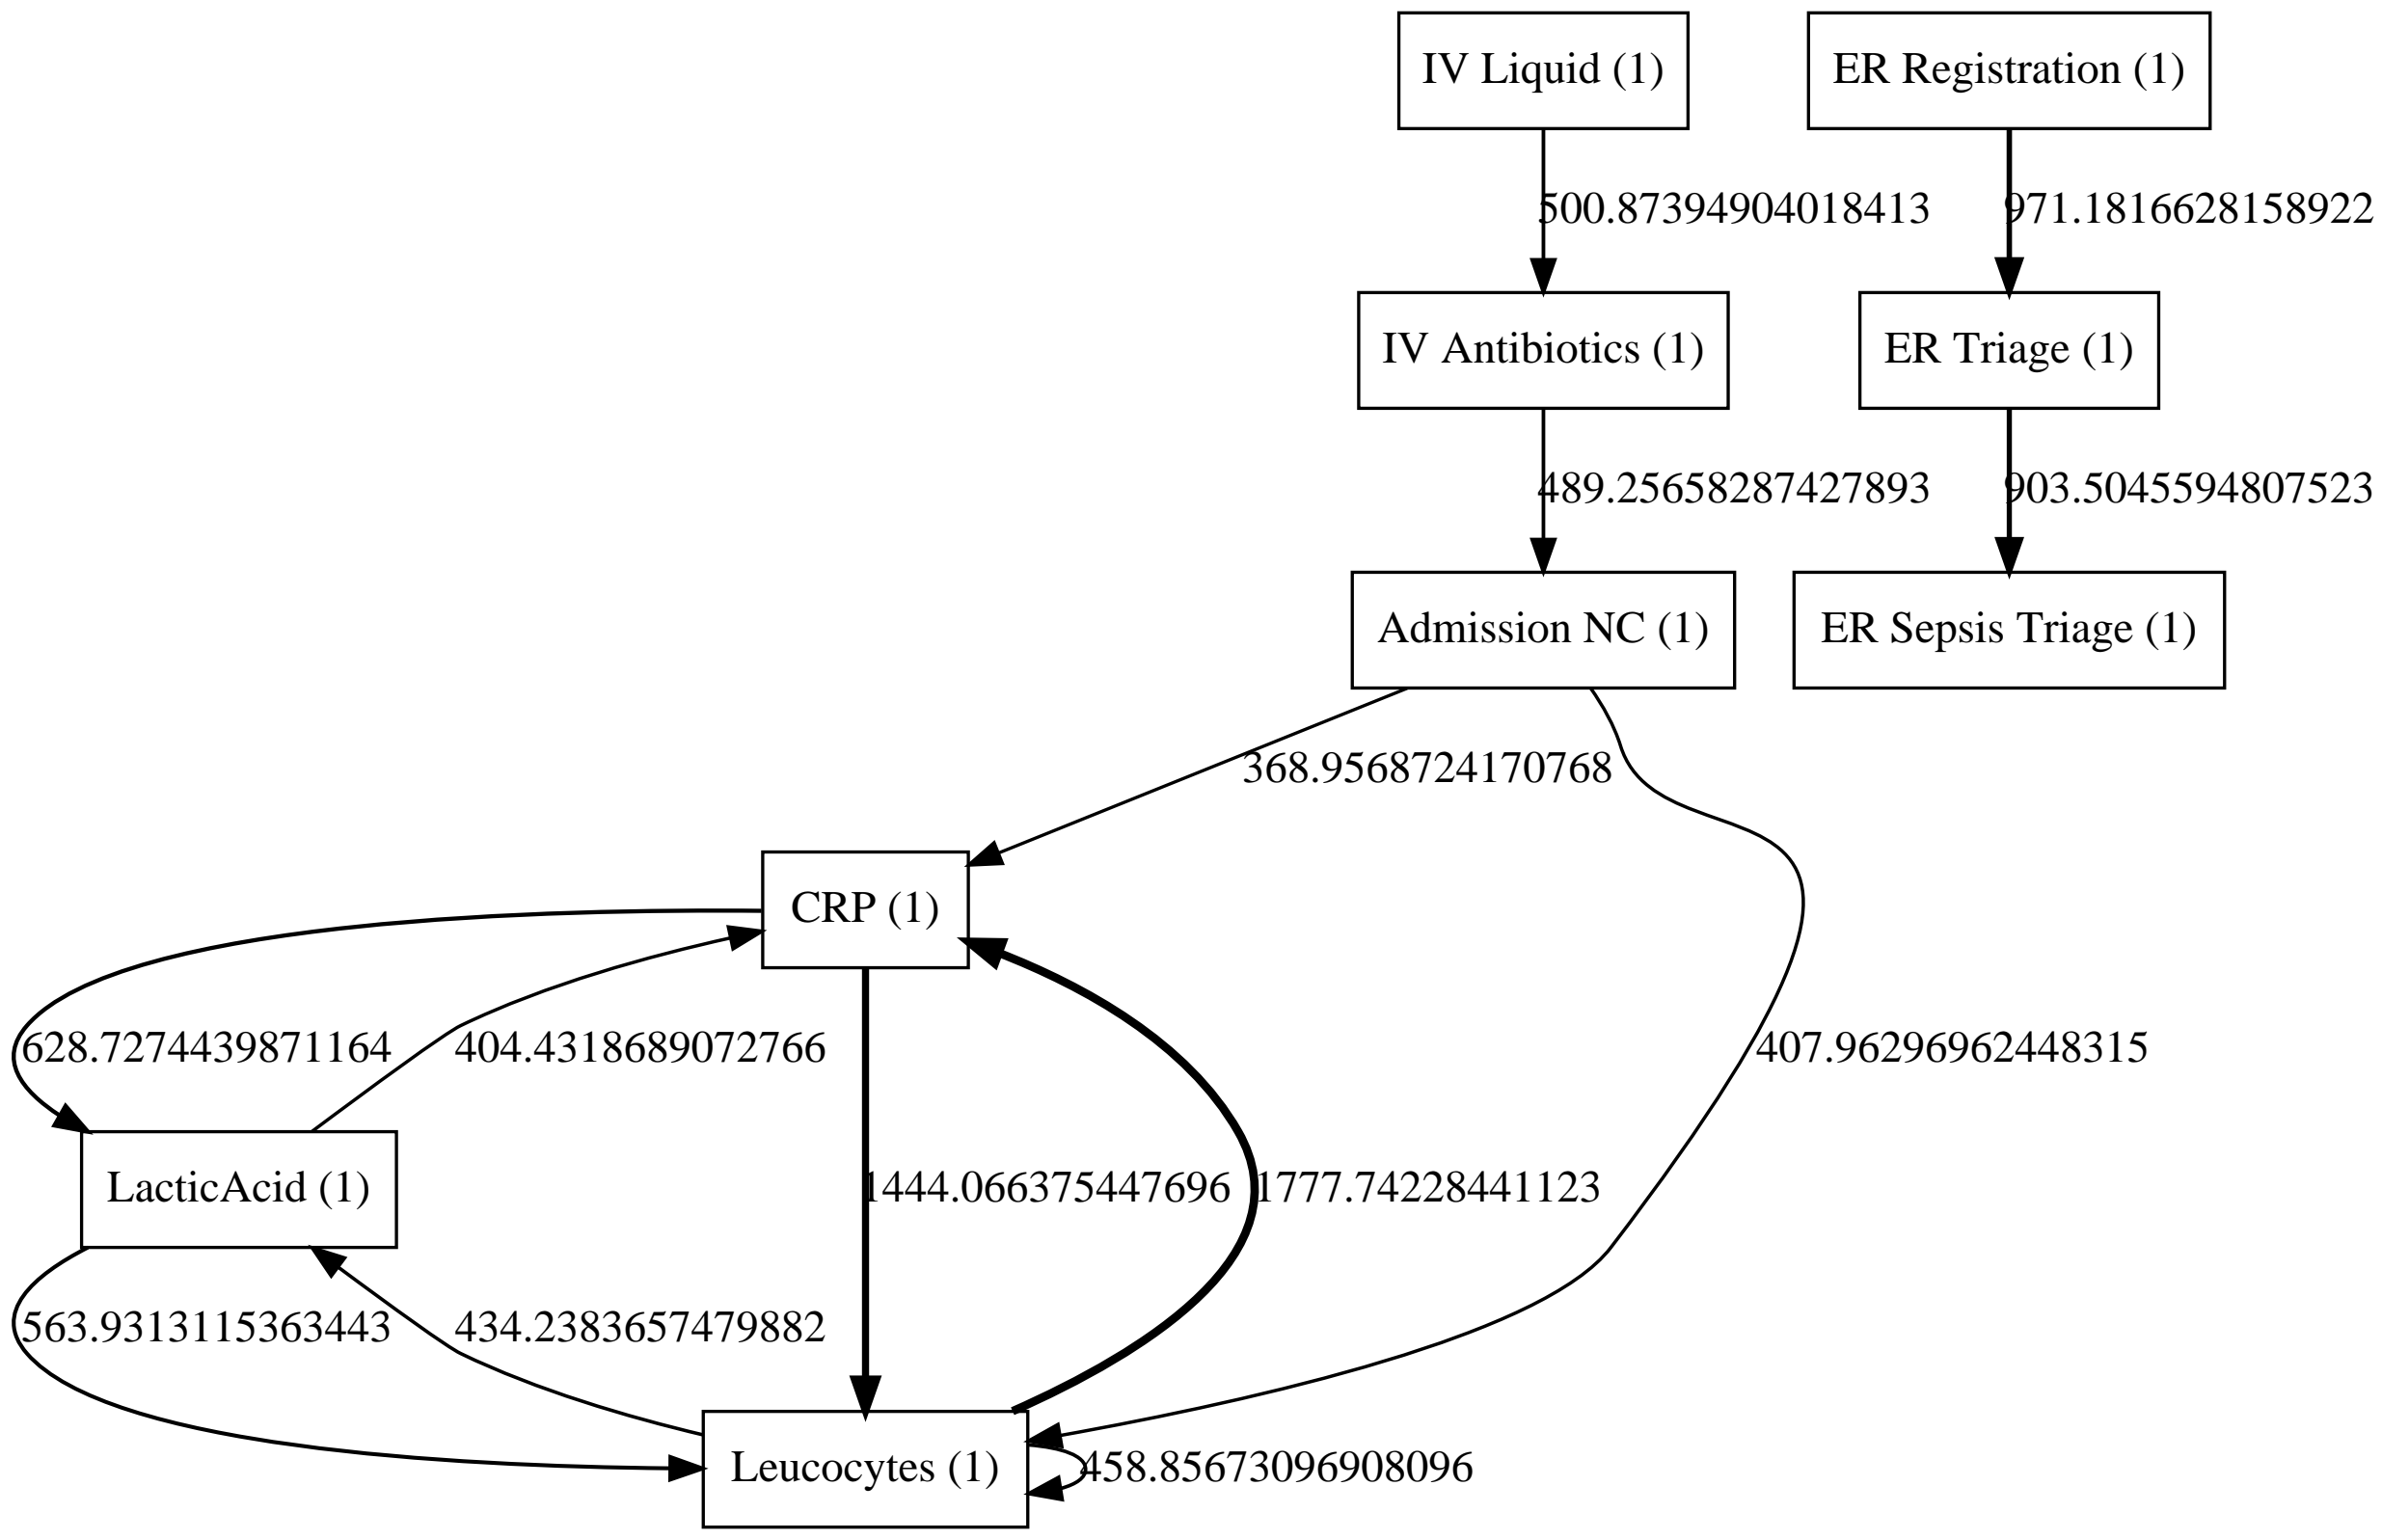 IV Liquid (1)
ER Registration (1)
500.87394904018413
971.1816628158922
IV Antibiotics (1)
ER Triage (1)
489.25658287427893
903.5045594807523
Admission NC (1)
ER Sepsis Triage (1)
368.9568724170768
CRP (1)
628.7274439871164
404.4318689072766
407.96296962448315
LacticAcid (1)
1444.066375447696
1777.74228441123
563.9313115363443
434.2383657479882
Leucocytes (1)
458.85673096908096